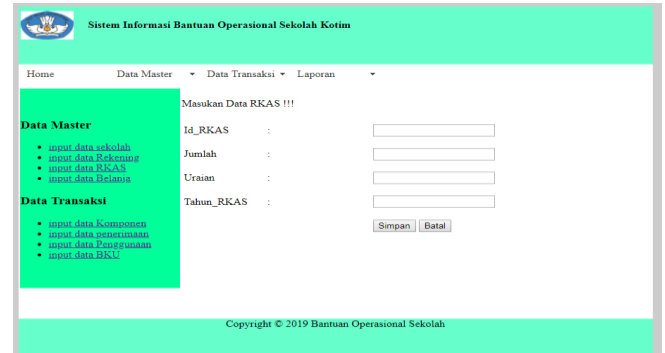 Sistem Informasi Bantuan Operasional Sekolah Kotim
Home Data Master Data Transaksi Laporan
Masukan Data RKAS !!!
Data Master
input data sekolah
input data Rekening
input data RKAS
input data Belanja
Data Transaksi
input data Komponen
input data penerimaan
input data Penggunaan
input data BKU
Id_RKAS :
Jumlah :
Uraian :
Tahun_RKAS :
Simpan Batal
Copyright © 2019 Bantuan Operasional Sekolah